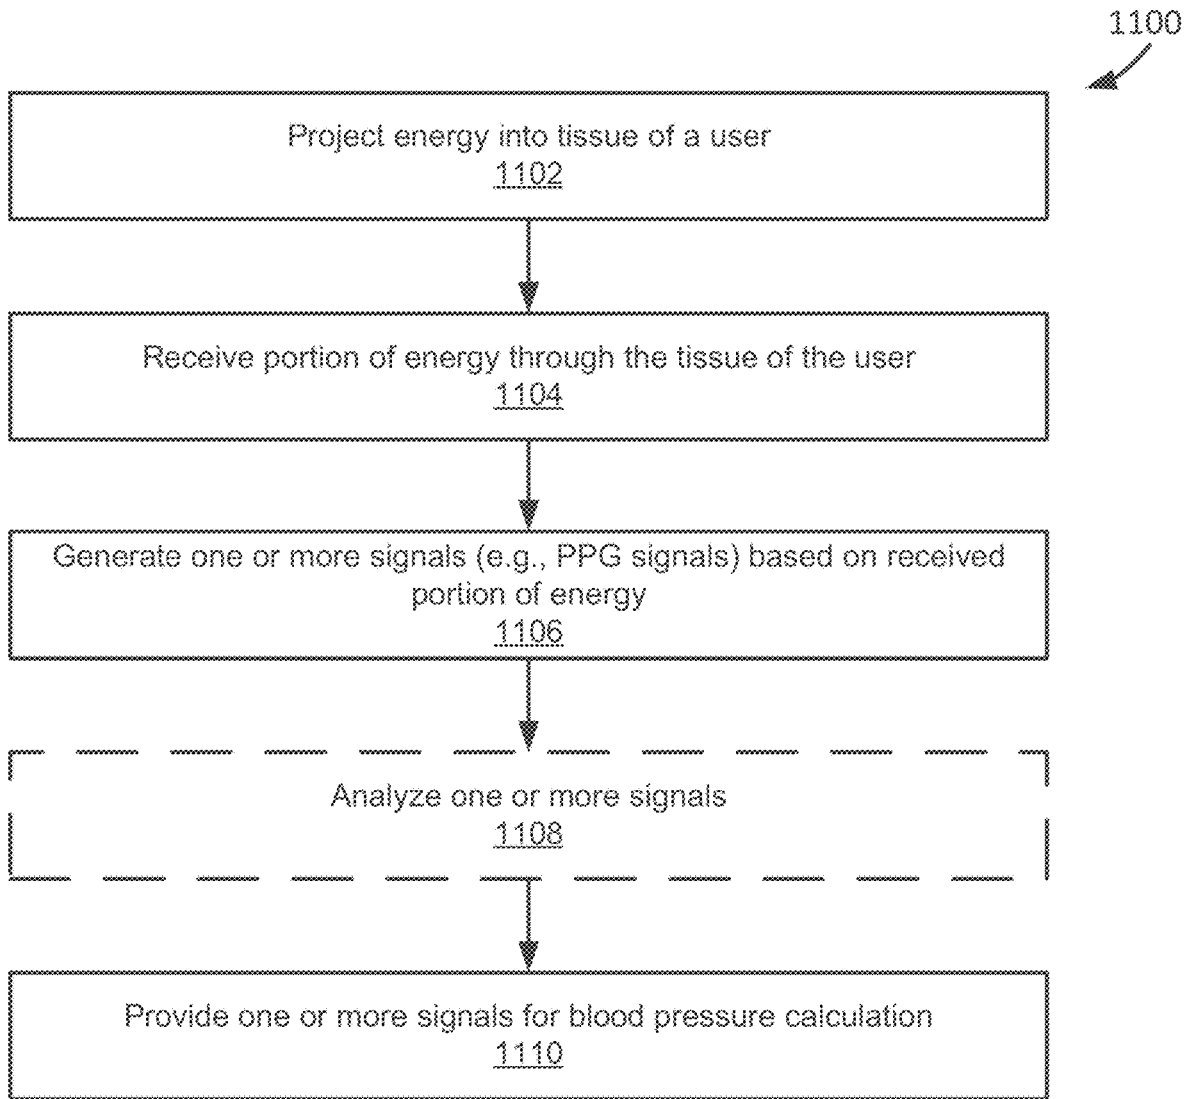 1100
Project energy into tissue of a user
1102
Receive portion of energy through the tissue of the user
1104
Generate one or more signals (e.g., PPG signals) based on received
portion of energy
1106
Analyze one or more signals
1108
Provide one or more signals for blood pressure calculation
1110